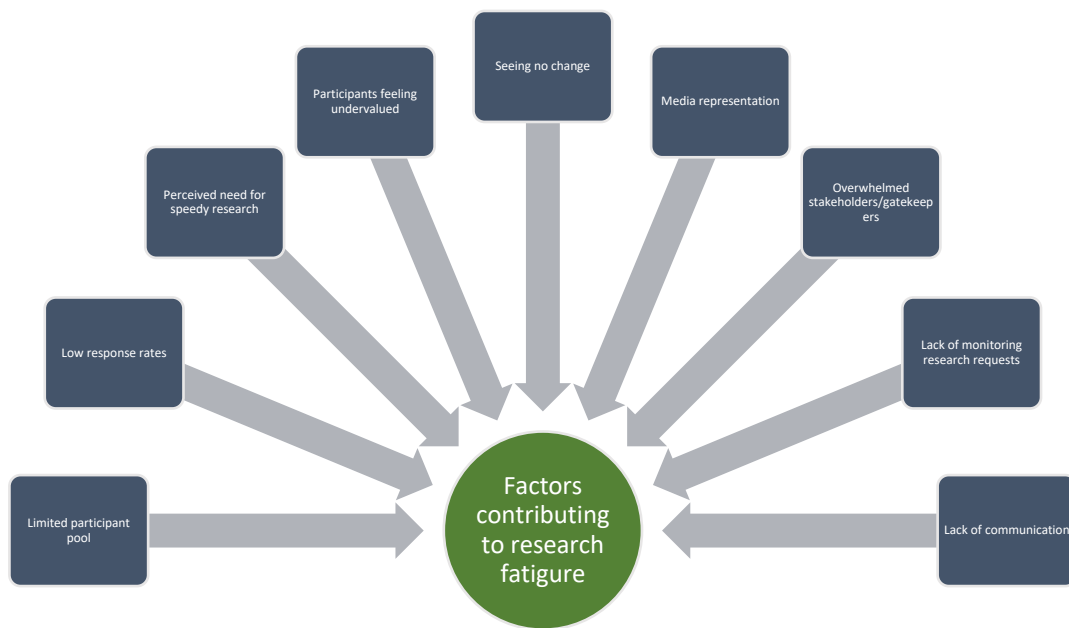 Seeing no change
Participants feeling
undervalued
Media representation
Perceived need for
speedy research
Overwhelmed
stakeholders/gatekeep
ers
Low response rates
Lack of monitoring
research requests
Limited participant
pool
Factors
contributing
to research
fatigure
Lack of communication